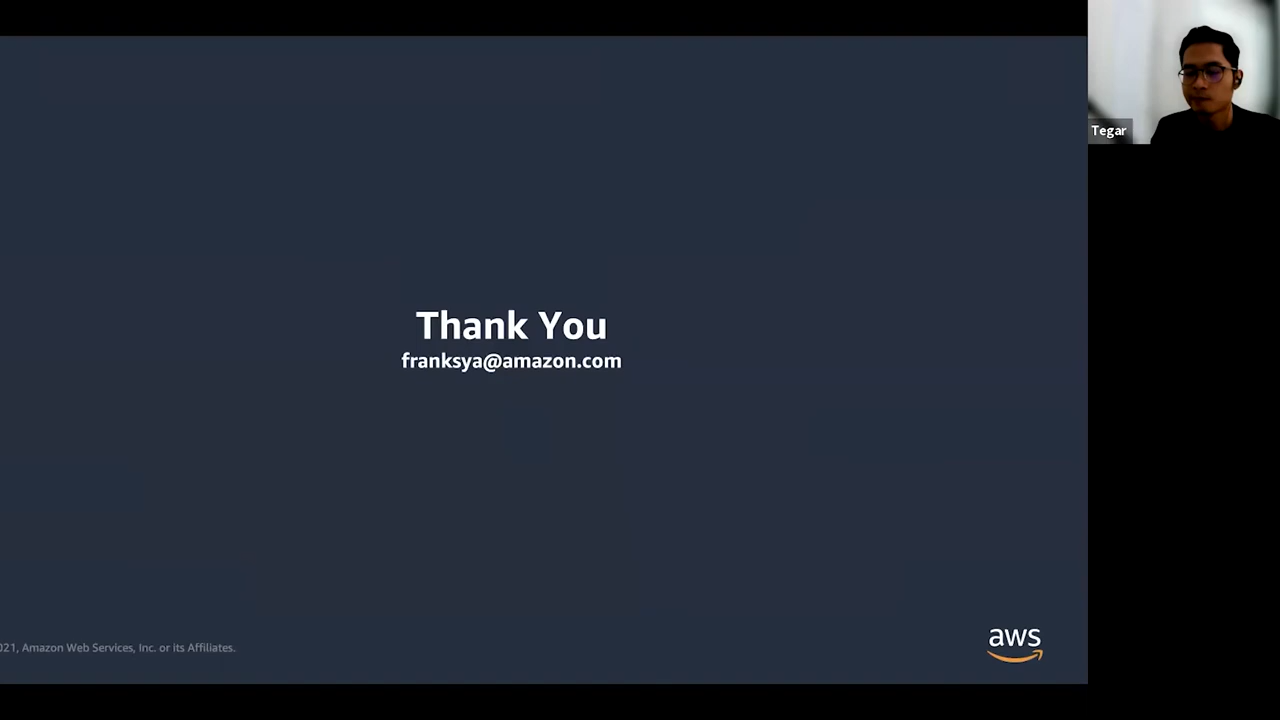 Tegar
Thank You
franksya@amazon.com
021, Amazon Web Services, Inc. or its Affiliates.
aws